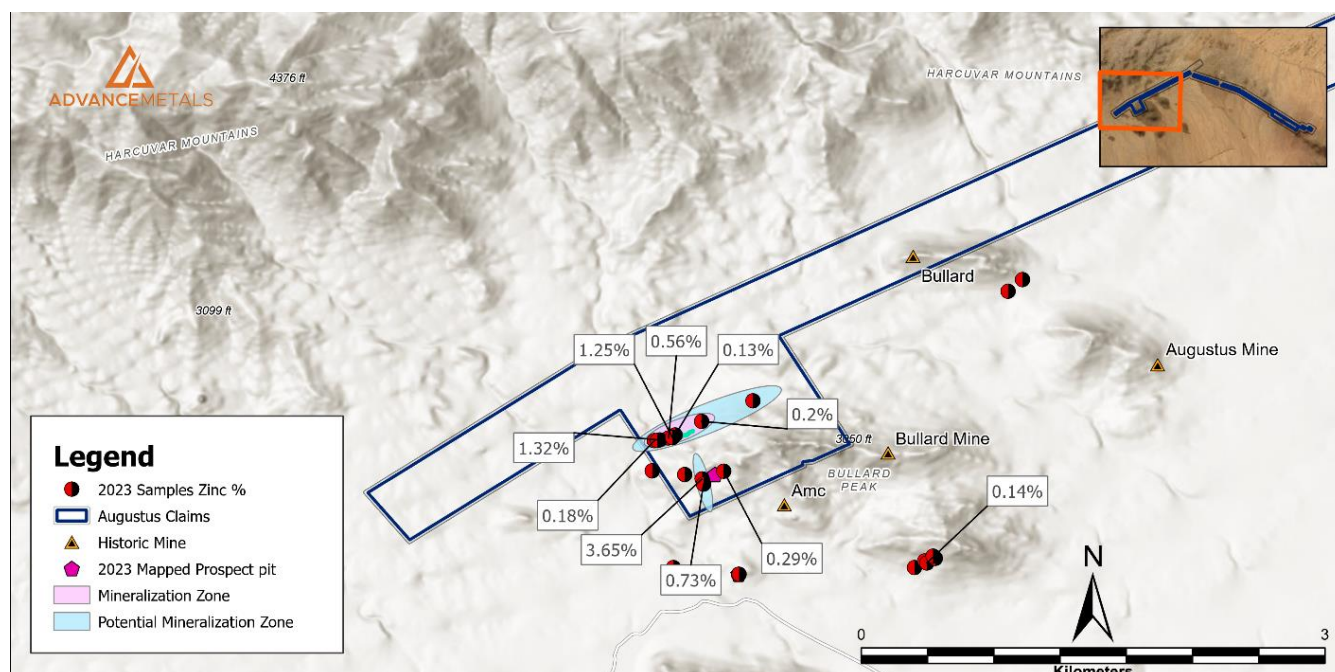 ADVANCEMETALS
4376 ft
HARCUVAR MOUNTAINS
HARCUVAR MOUNTAINS
3099 ft
Bullard
Augustus Mine
0.56%
1.25%
0.13%
0.2%
1.32%
3350 ft
Bullard Mine
BULLARD
PEAK
Amc
0.14%
0.18%
3.65%
0.29%
0.73%
Legend
2023 Samples Zinc %
Augustus Claims
Historic Mine
2023 Mapped Prospect pit
Mineralization Zone
Potential Mineralization Zone
N
0
3
Kilometers